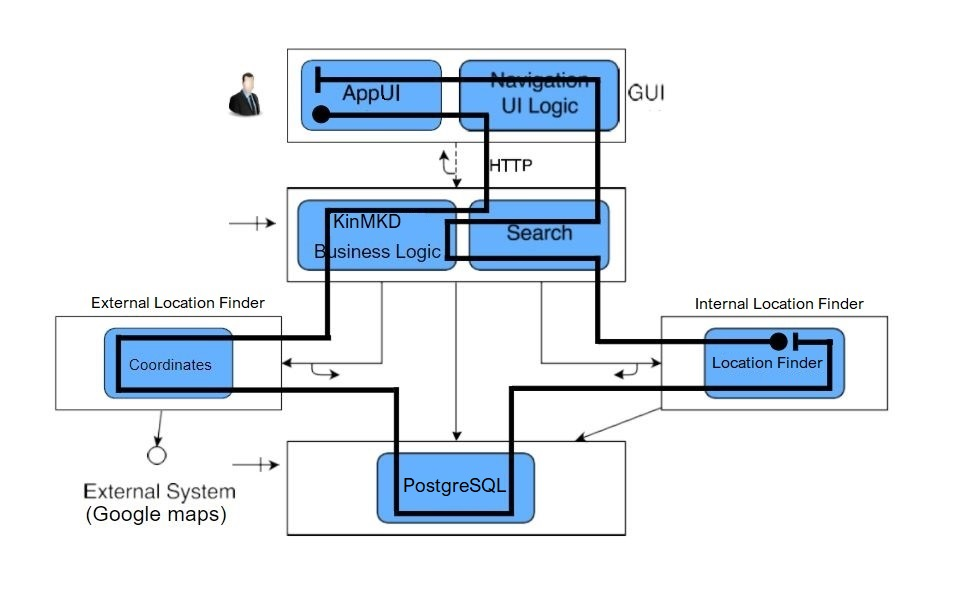 Navigation
AppUI
UI Logic
GUI
HTTP
KinMKD
Business Logic
Search
External Location Finder
Internal Location Finder
Coordinates
Location Finder
PostgreSQL
External System
(Google maps)